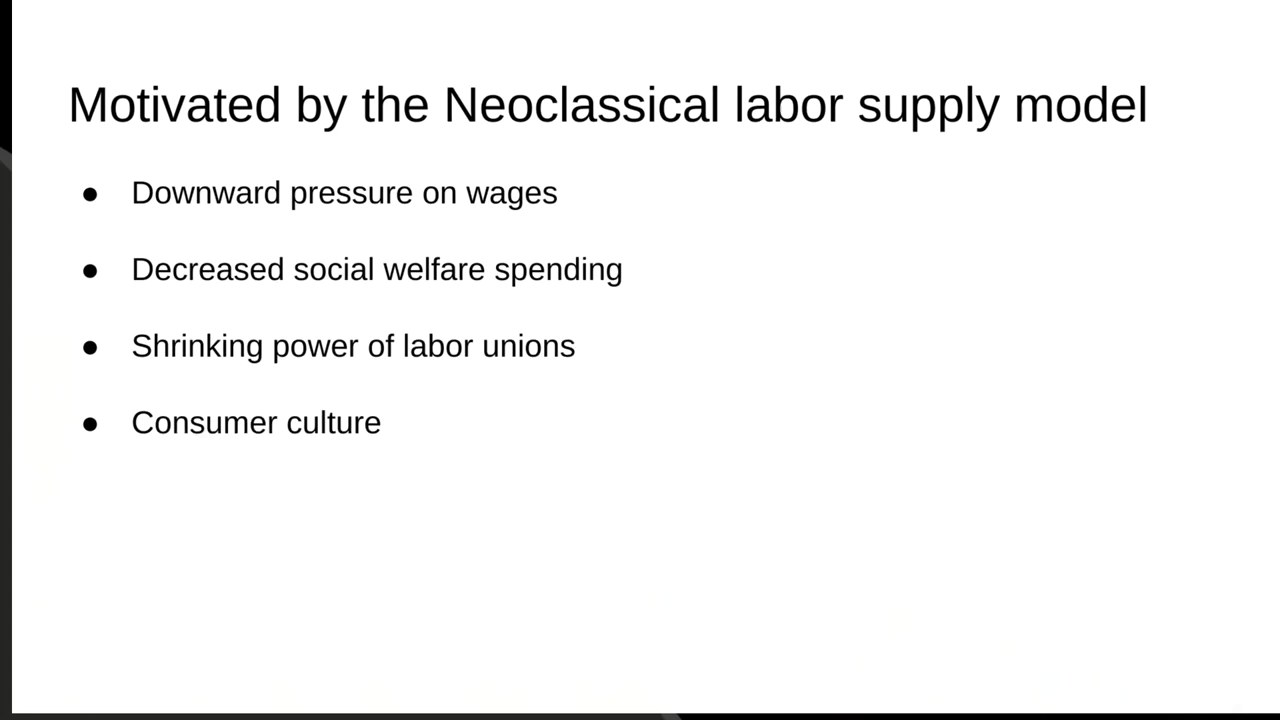 Motivated by the Neoclassical labor supply model
● Downward pressure on wages
● Decreased social welfare spending
● Shrinking power of labor unions
● Consumer culture